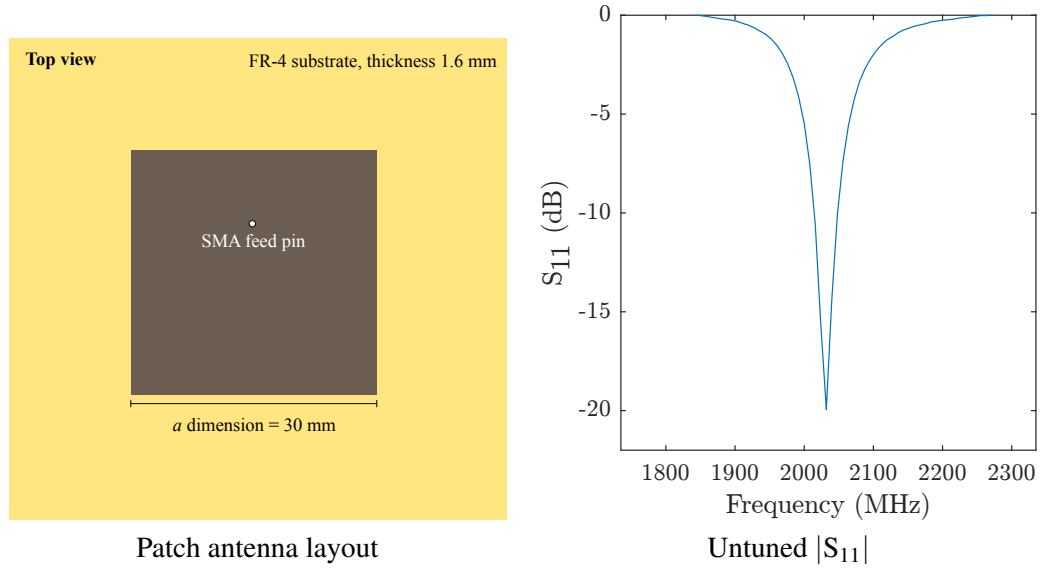 Top view
FR-4 substrate, thickness 1.6 mm
SMA feed pin
a dimension = 30 mm
Patch antenna layout
0
-5
-10
-15
-20
S11 (dB)
1800 1900 2000 2100 2200 2300
Frequency (MHz)
Untuned |S11|